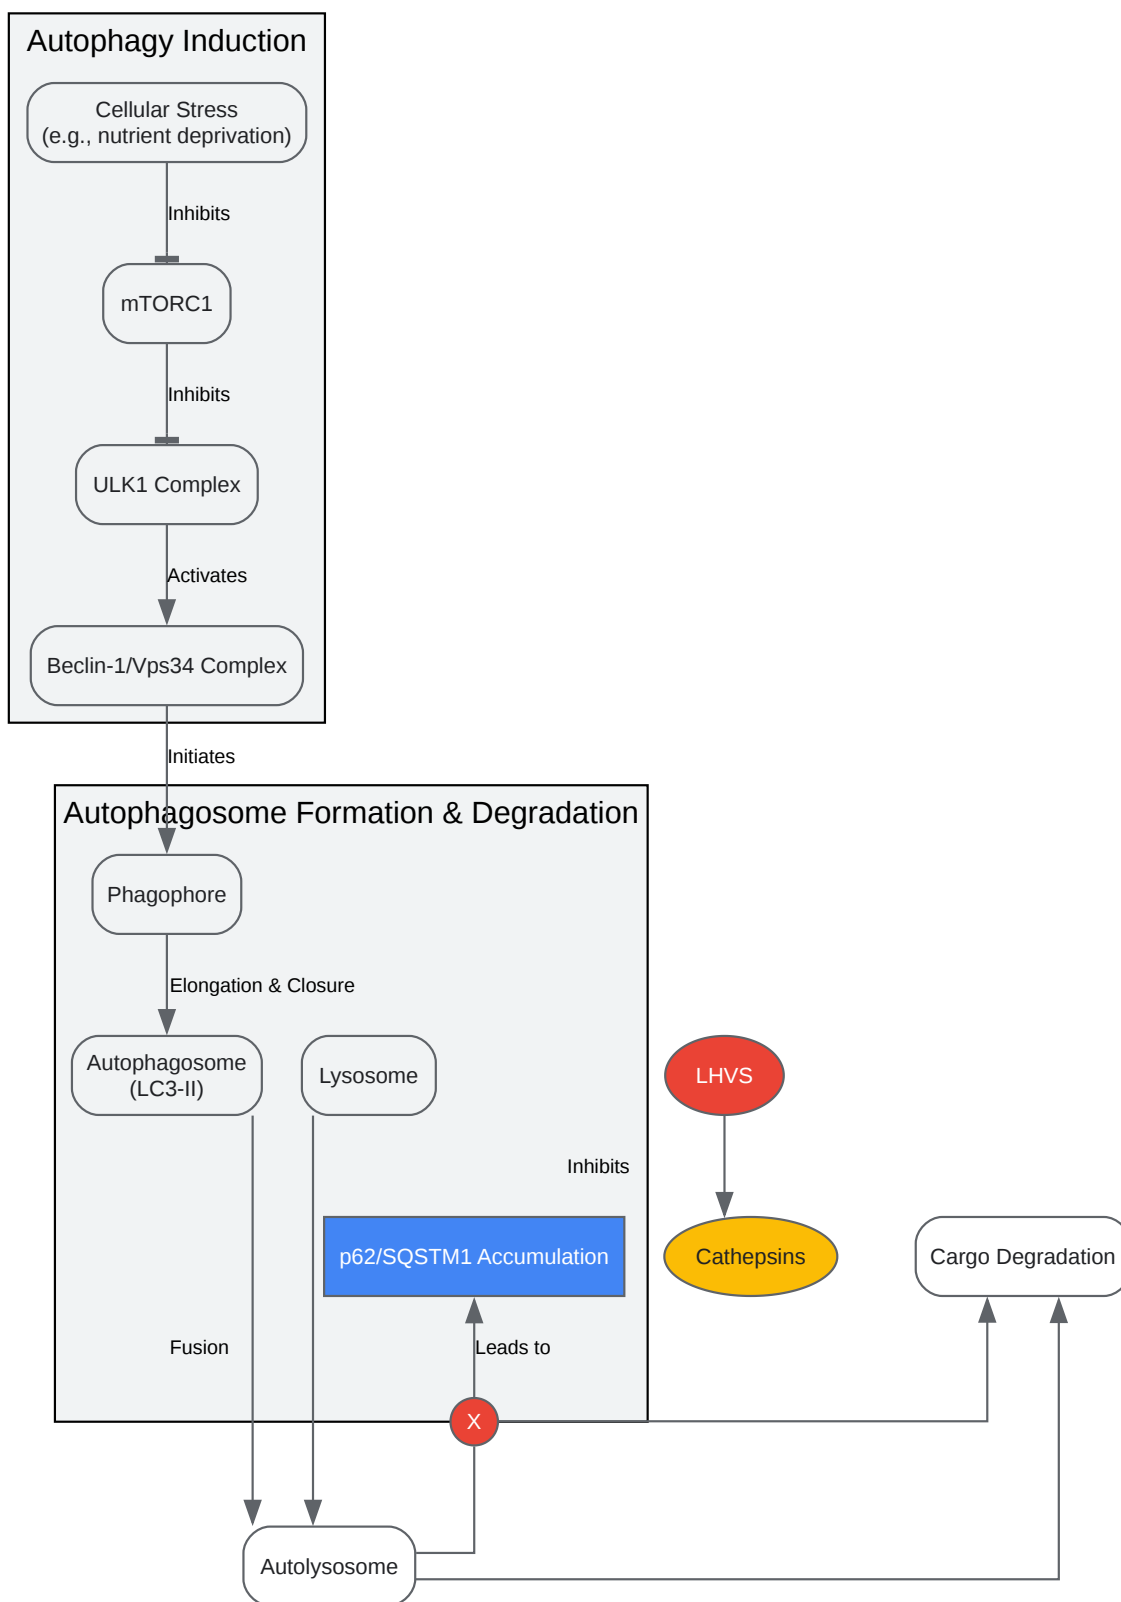 Autophagy Induction
Cellular Stress
(e.g., nutrient deprivation)
Inhibits
mTORC1
Inhibits
ULK1 Complex
Activates
Beclin-1/Vps34 Complex
Initiates
Autophagosome Formation & Degradation
Phagophore
Elongation & Closure
Autophagosome
(LC3-II)
Lysosome
LHVS
Inhibits
p62/SQSTM1 Accumulation
Cathepsins
Cargo Degradation
Fusion
Leads to
X
Autolysosome